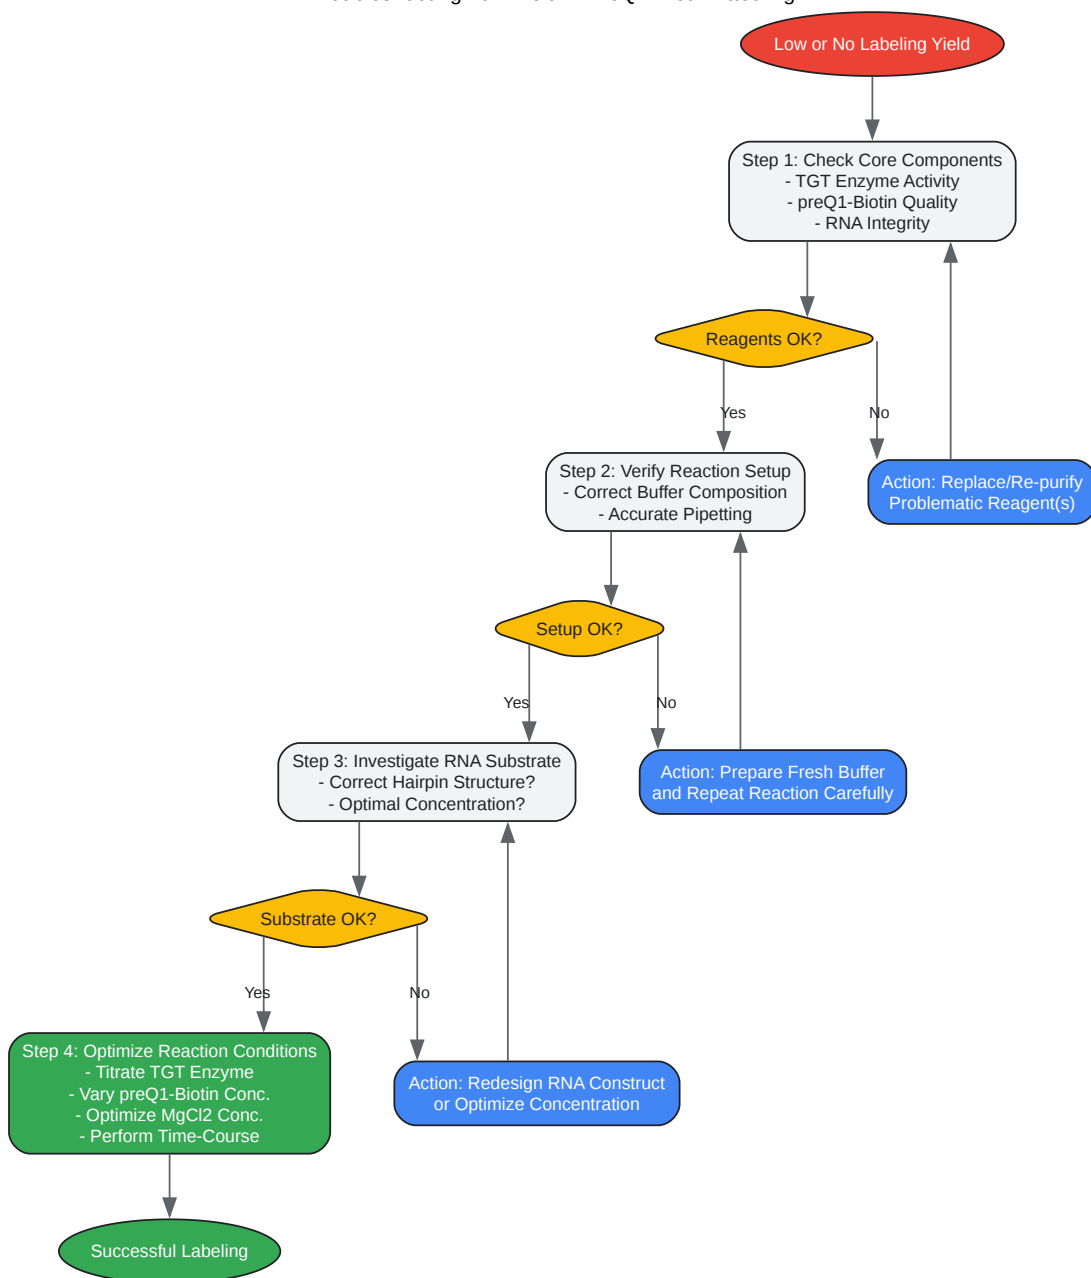 Low or No Labeling Yield
Step 1: Check Core Components
- TGT Enzyme Activity
- preQ1-Biotin Quality
- RNA Integrity
Reagents OK?
Yes
No
Step 2: Verify Reaction Setup
- Correct Buffer Composition
- Accurate Pipetting
Action: Replace/Re-purify
Problematic Reagent(s)
Setup OK?
Yes
No
Step 3: Investigate RNA Substrate
- Correct Hairpin Structure?
- Optimal Concentration?
Action: Prepare Fresh Buffer
and Repeat Reaction Carefully
Substrate OK?
Yes
No
Step 4: Optimize Reaction Conditions
- Titrate TGT Enzyme
- Vary preQ1-Biotin Conc.
- Optimize MgCl2 Conc.
- Perform Time-Course
Action: Redesign RNA Construct
or Optimize Concentration
Successful Labeling